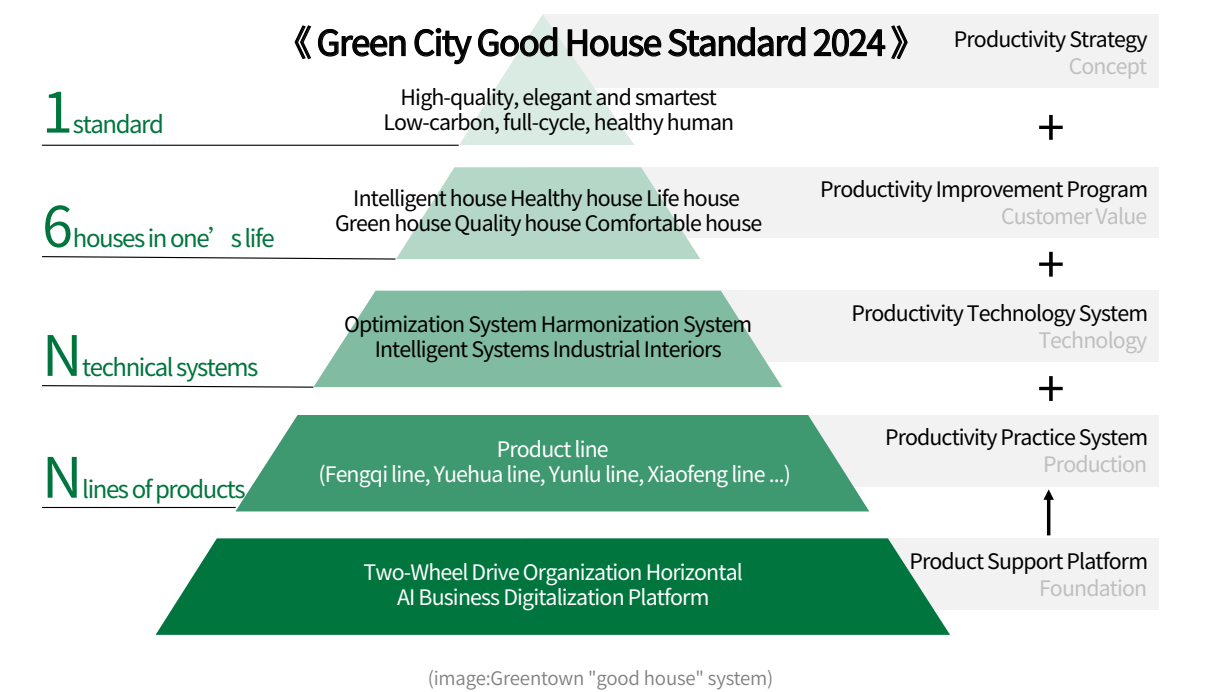 《 Green City Good House Standard 2024 》
Productivity Strategy
Concept
1 standard
High-quality, elegant and smartest
Low-carbon, full-cycle, healthy human
+
6 houses in one’s life
Intelligent house Healthy house Life house
Green house Quality house Comfortable house
Productivity Improvement Program
Customer Value
+
N technical systems
Optimization System Harmonization System
Intelligent Systems Industrial Interiors
Productivity Technology System
Technology
+
N lines of products
Product line
(Fengqi line, Yuehua line, Yunlu line, Xiaofeng line ...)
Productivity Practice System
Production
Two-Wheel Drive Organization Horizontal
AI Business Digitalization Platform
Product Support Platform
Foundation
(image:Greentown "good house" system)